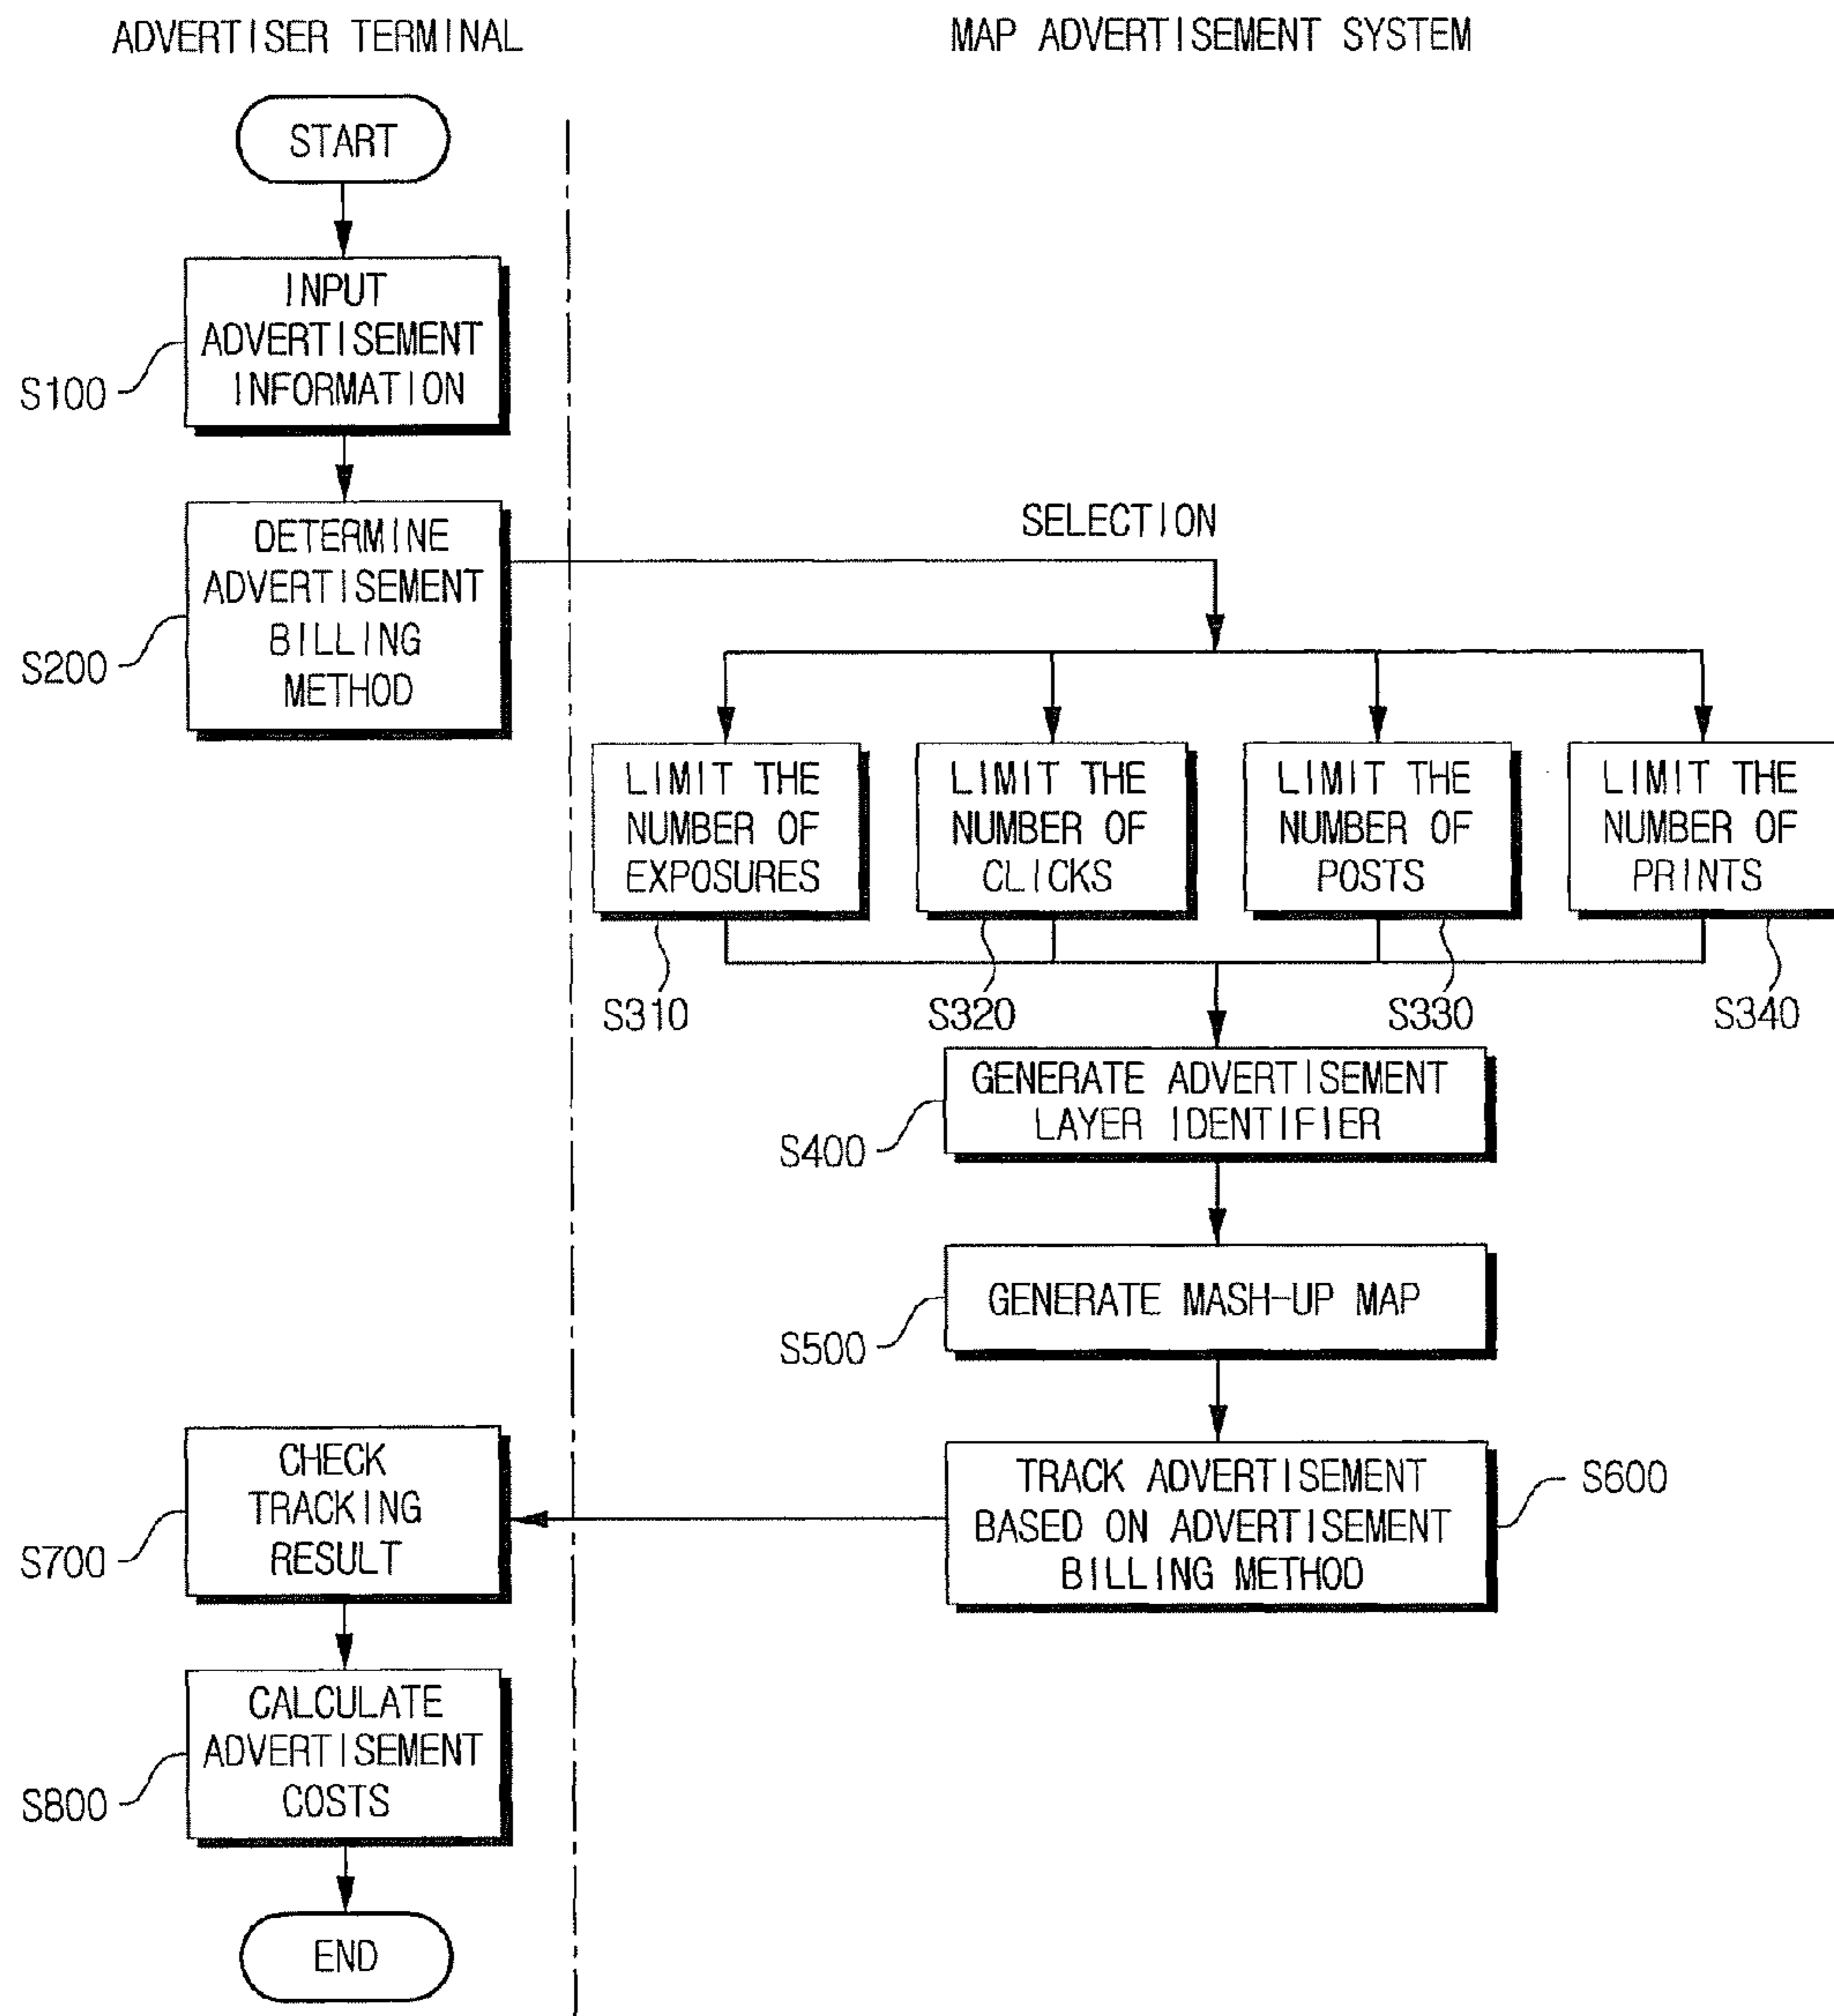 ADVERTISER TERMINAL
MAP ADVERTISEMENT SYSTEM
START
INPUT
ADVERTISEMENT
INFORMATION
S100
DETERMINE
ADVERTISEMENT
BILLING
METHOD
S200
SELECTION
LIMIT THE
NUMBER OF
EXPOSURES
S310
LIMIT THE
NUMBER OF
CLICKS
S320
LIMIT THE
NUMBER OF
POSTS
S330
LIMIT THE
NUMBER OF
PRINTS
S340
GENERATE ADVERTISEMENT
LAYER IDENTIFIER
S400
GENERATE MASH-UP MAP
S500
TRACK ADVERTISEMENT
BASED ON ADVERTISEMENT
BILLING METHOD
S600
CHECK
TRACKING
RESULT
S700
CALCULATE
ADVERTISEMENT
COSTS
S800
END